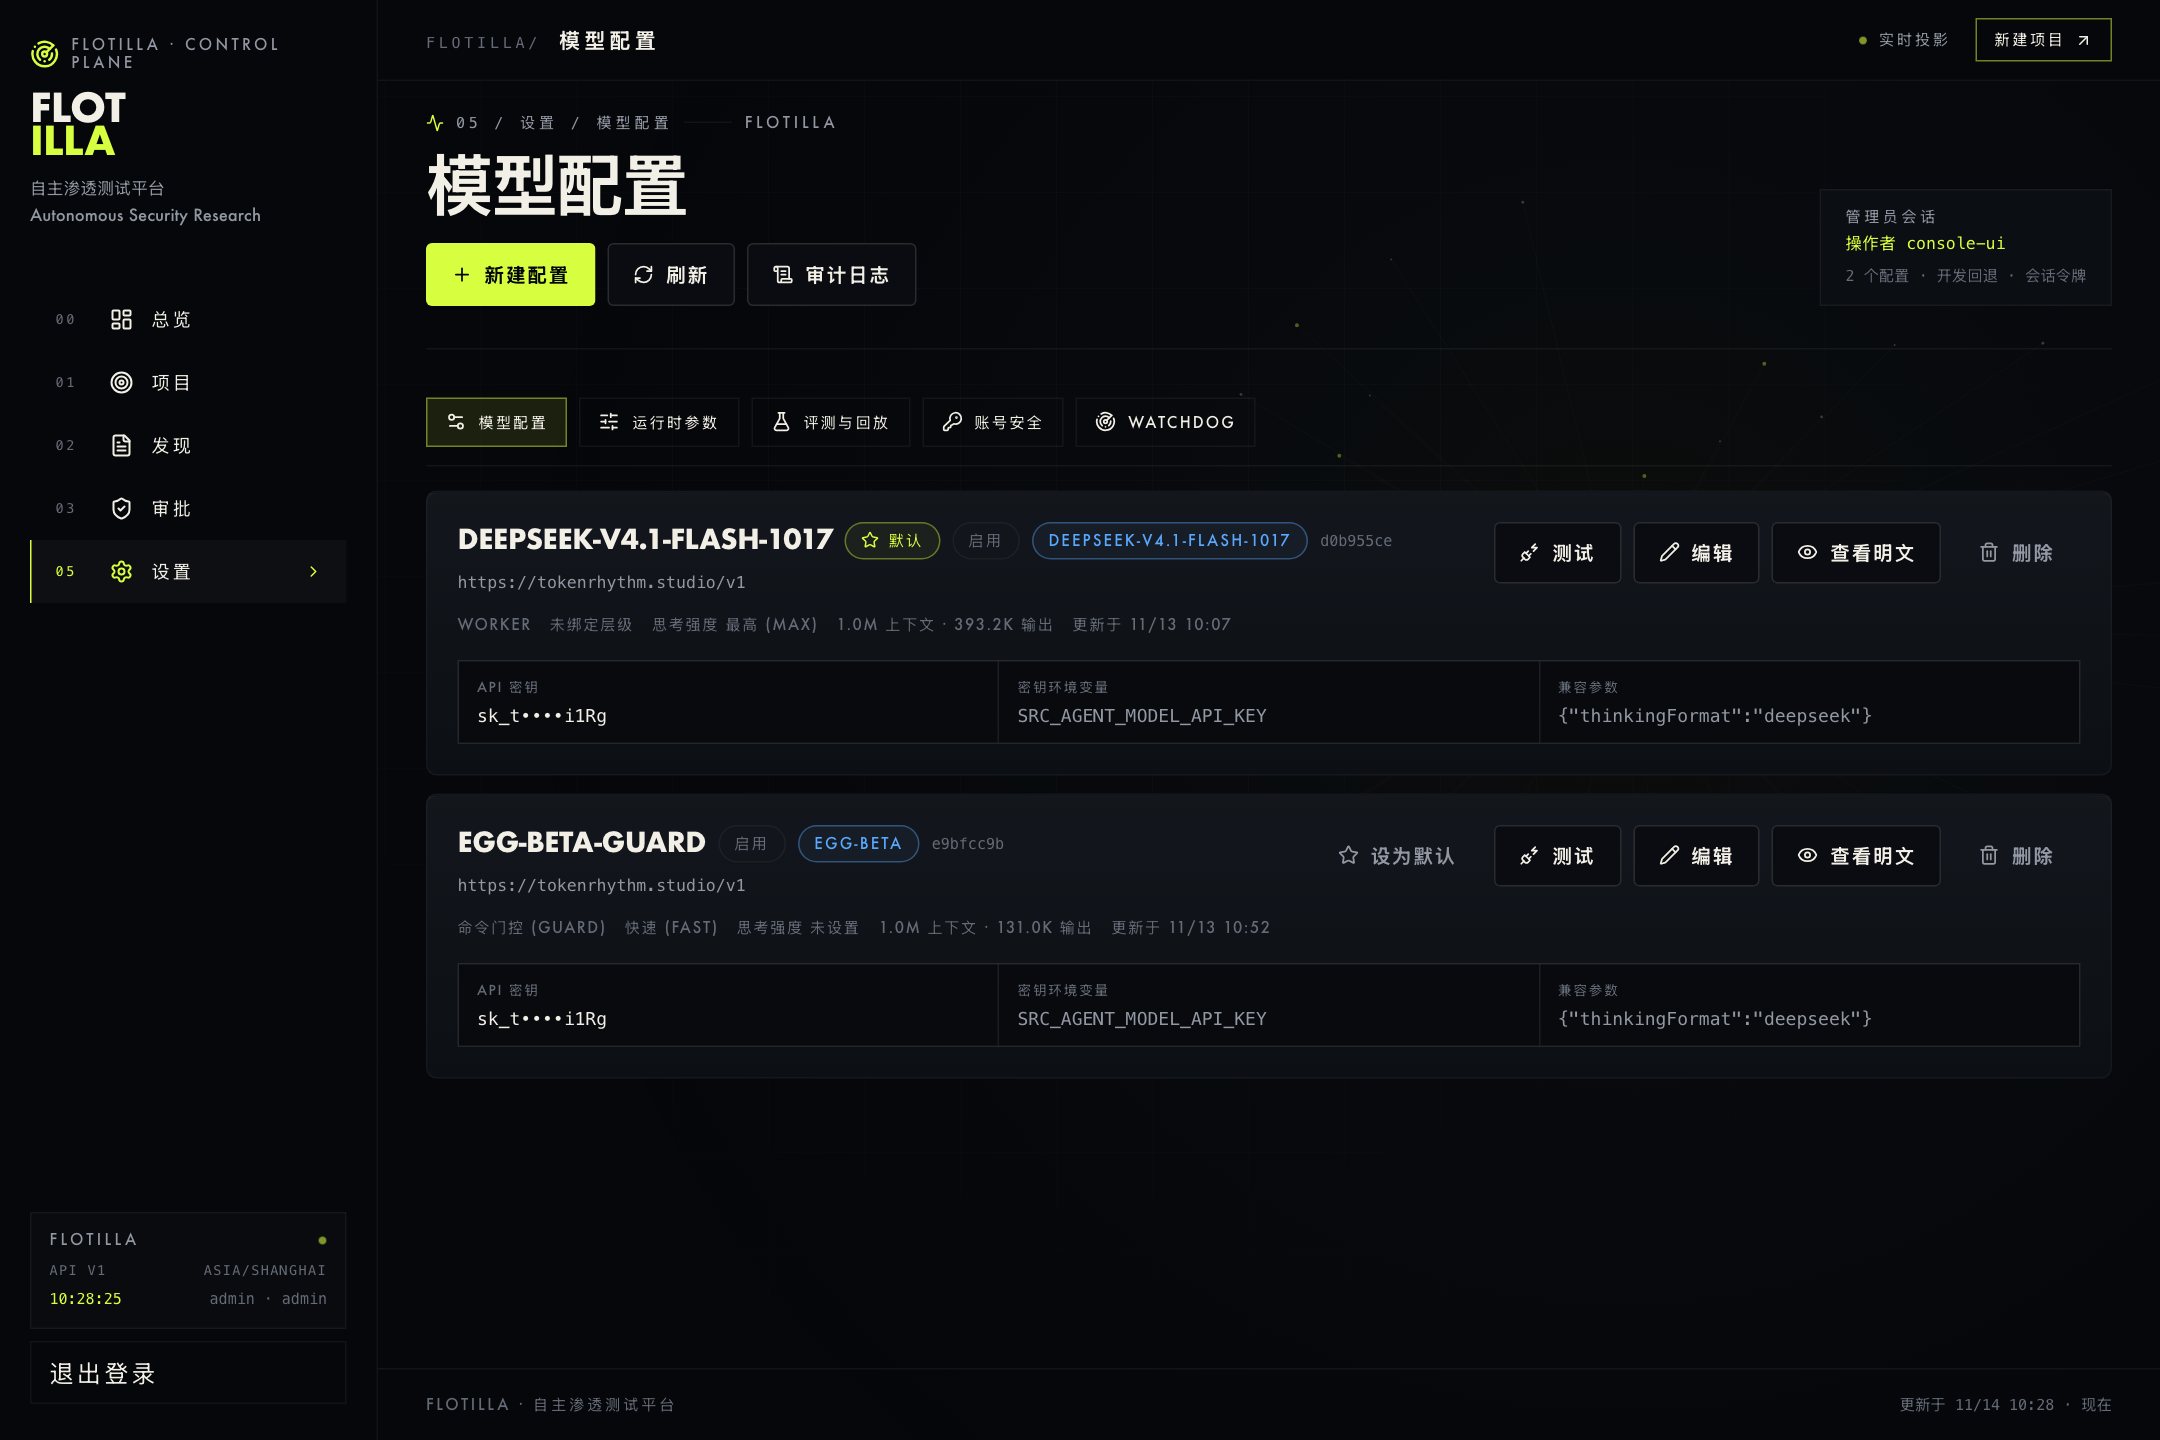 FLOTILLA · CONTROL
PLANE
FLOT
ILLA
自主渗透测试平台
Autonomous Security Research
00 总览
01 项目
02 发现
03 审批
05 设置
FLOTILLA
API V1 ASIA/SHANGHAI
10:28:25 admin · admin
退出登录
FLOTILLA/ 模型配置
实时投影 新建项目
05 / 设置 / 模型配置 FLOTILLA
模型配置
新建配置 刷新 审计日志
管理员会话
操作者 console-ui
2 个配置 · 开发回退 · 会话令牌
模型配置 运行时参数 评测与回放 账号安全 WATCHDOG
DEEPSEEK-V4.1-FLASH-1017 默认 启用 DEEPSEEK-V4.1-FLASH-1017 d0b955ce 测试 编辑 查看明文 删除
https://tokenrhythm.studio/v1
WORKER 未绑定层级 思考强度 最高 (MAX) 1.0M 上下文 · 393.2K 输出 更新于 11/13 10:07
API 密钥 密钥环境变量 兼容参数
sk_t••••i1Rg SRC_AGENT_MODEL_API_KEY {"thinkingFormat":"deepseek"}
EGG-BETA-GUARD 启用 EGG-BETA e9bfcc9b 设为默认 测试 编辑 查看明文 删除
https://tokenrhythm.studio/v1
命令门控 (GUARD) 快速 (FAST) 思考强度 未设置 1.0M 上下文 · 131.0K 输出 更新于 11/13 10:52
API 密钥 密钥环境变量 兼容参数
sk_t••••i1Rg SRC_AGENT_MODEL_API_KEY {"thinkingFormat":"deepseek"}
FLOTILLA · 自主渗透测试平台
更新于 11/14 10:28 · 现在